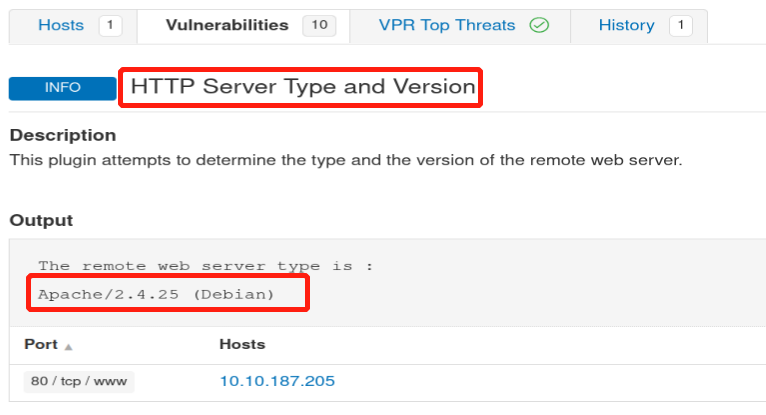 Hosts 1 Vulnerabilities 10 VPR Top Threats History 1
INFO HTTP Server Type and Version
Description
This plugin attempts to determine the type and the version of the remote web server.
Output
The remote web server type is :
Apache/2.4.25 (Debian)
Port Hosts
80 / tcp / www 10.10.187.205